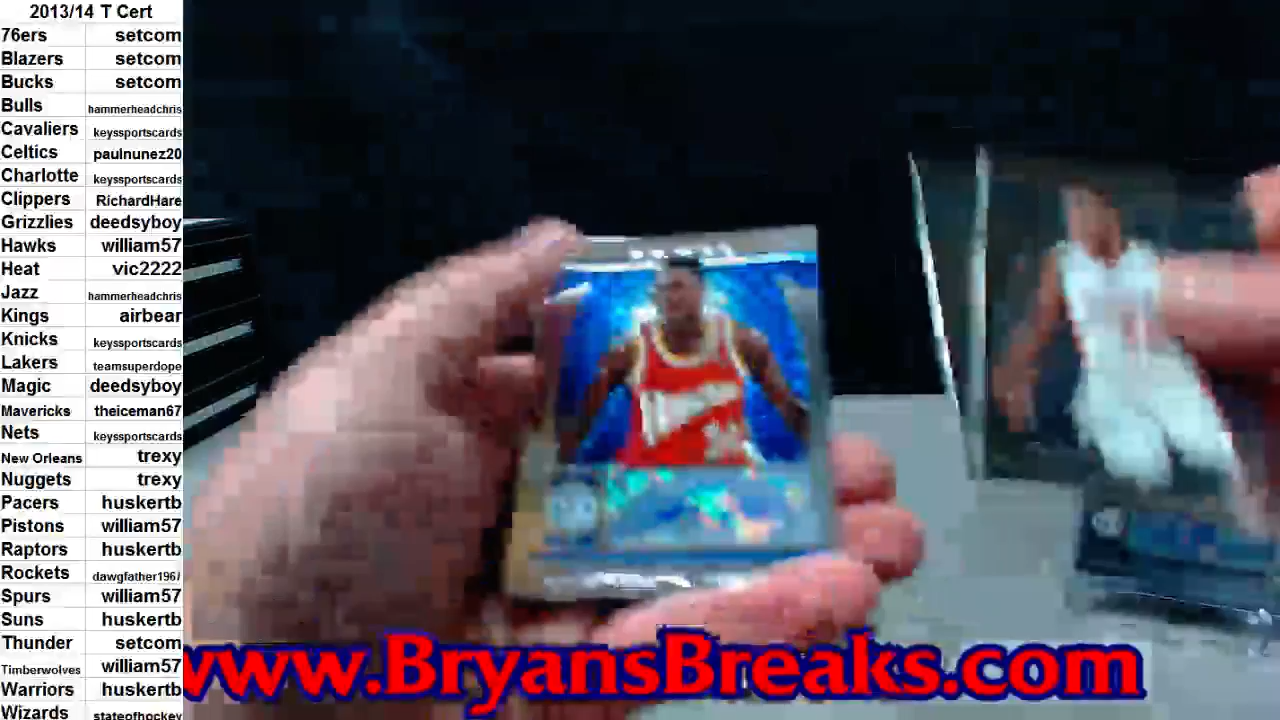 2013/14 T Cert
76ers setcom
Blazers setcom
Bucks setcom
Bulls hammerheadchris
Cavaliers keyssportscards
Celtics paulnunez20
Charlotte keyssportscards
Clippers RichardHare
Grizzlies deedsyboy
Hawks william57
Heat vic2222
Jazz hammerheadchris
Kings airbear
Knicks keyssportscards
Lakers teamsuperdope
Magic deedsyboy
Mavericks theiceman67
Nets keyssportscards
New Orleans trexy
Nuggets trexy
Pacers huskertb
Pistons william57
Raptors huskertb
Rockets dawgfather1967
Spurs william57
Suns huskertb
Thunder setcom
Timberwolves william57
Warriors huskertb
Wizards stateofhockey
www.BryansBreaks.com